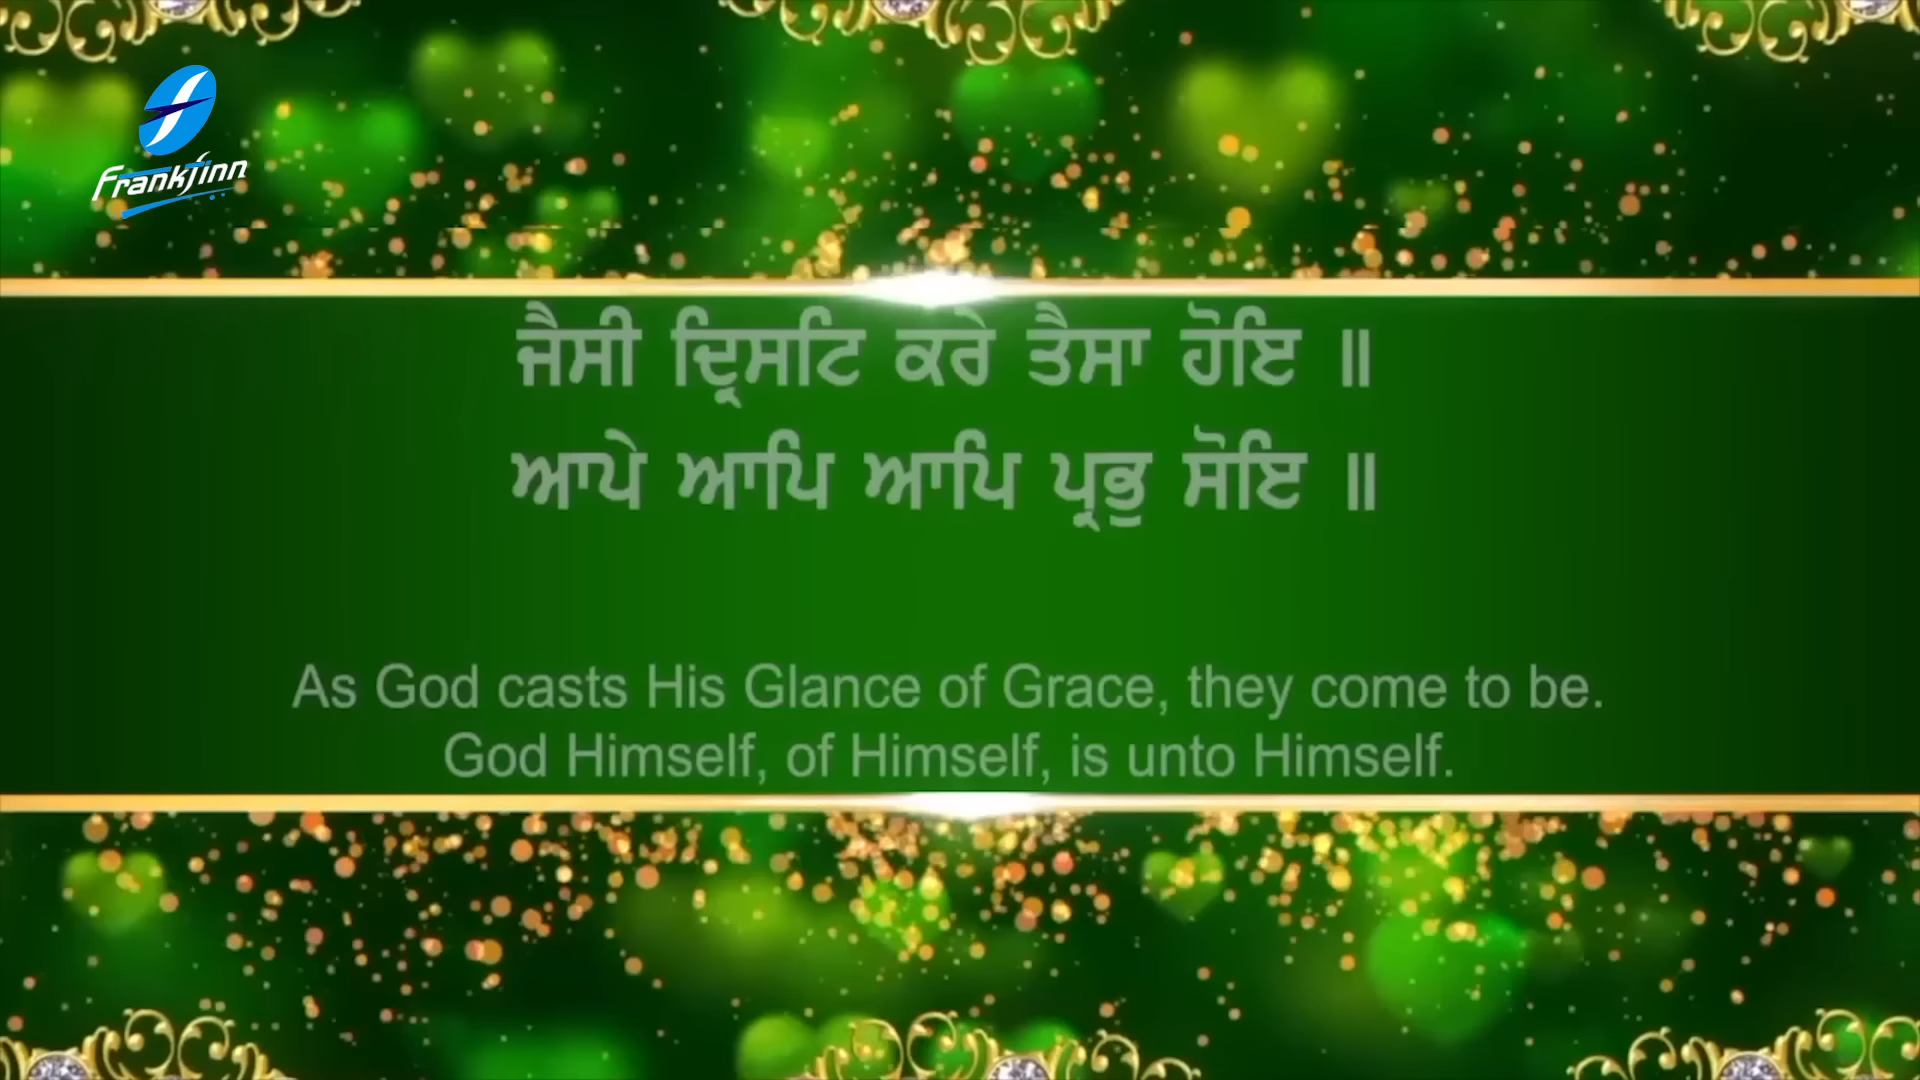 Frankfinn
ਜੈਸੀ ਦ੍ਰਿਸਟਿ ਕਰੇ ਤੈਸਾ ਹੋਇ ॥
ਆਪੇ ਆਪਿ ਆਪਿ ਪ੍ਰਭੁ ਸੋਇ ॥
As God casts His Glance of Grace, they come to be.
God Himself, of Himself, is unto Himself.